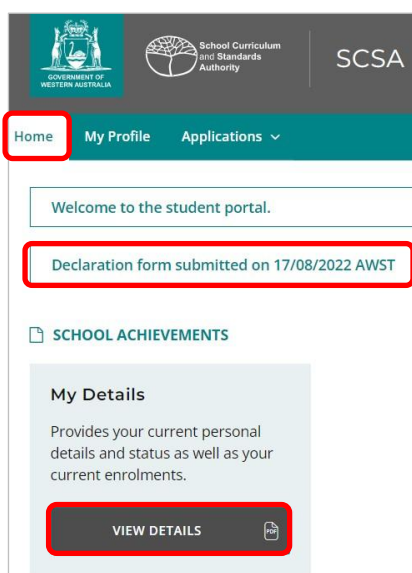 GOVERNMENT OF
WESTERN AUSTRALIA
School Curriculum
and Standards
Authority
SCSA
Home My Profile Applications
Welcome to the student portal.
Declaration form submitted on 17/08/2022 AWST
SCHOOL ACHIEVEMENTS
My Details
Provides your current personal
details and status as well as your
current enrolments.
VIEW DETAILS PDF